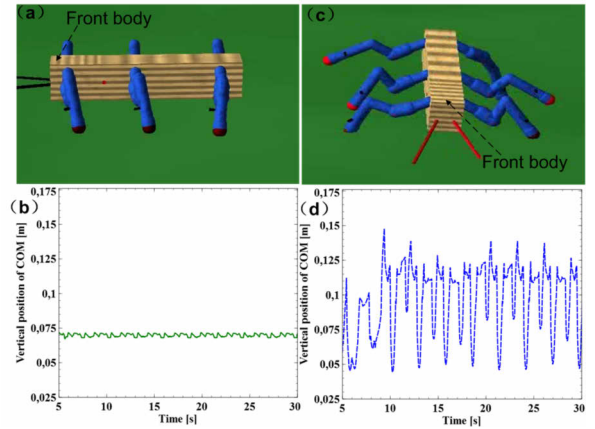 (a)
Front body
(c)
Front body
(b)
0,175
0,15
0,125
0,1
0,075
0,05
0,025
Vertical position of COM [m]
5 10 15 20 25 30
Time [s]
(d)
0,175
0,15
0,125
0,1
0,075
0,05
0,025
Vertical position of COM [m]
5 10 15 20 25 30
Time [s]